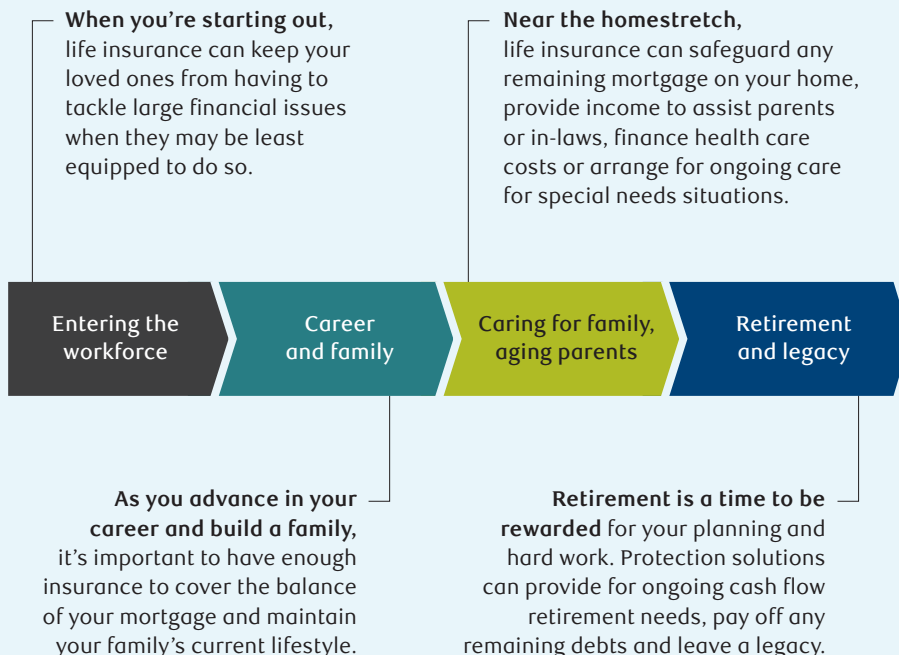 When you're starting out,
life insurance can keep your
loved ones from having to
tackle large financial issues
when they may be least
equipped to do so.
Near the homestretch,
life insurance can safeguard any
remaining mortgage on your home,
provide income to assist parents
or in-laws, finance health care
costs or arrange for ongoing care
for special needs situations.
Entering the
workforce
Career
and family
Caring for family,
aging parents
Retirement
and legacy
As you advance in your
career and build a family,
it's important to have enough
insurance to cover the balance
of your mortgage and maintain
your family's current lifestyle.
Retirement is a time to be
rewarded for your planning and
hard work. Protection solutions
can provide for ongoing cash flow
retirement needs, pay off any
remaining debts and leave a legacy.